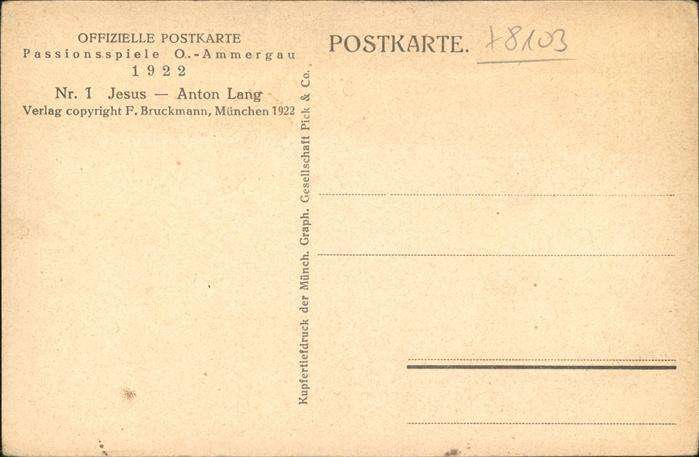 OFFIZIELLE POSTKARTE
Passionsspiele O.-Ammergau
1922
Nr. 1 Jesus — Anton Lang
Verlag copyright F. Bruckmann, München 1922
Kupfertiefdruck der Münch. Graph. Gesellschaft Pick & Co.
POSTKARTE.
78103